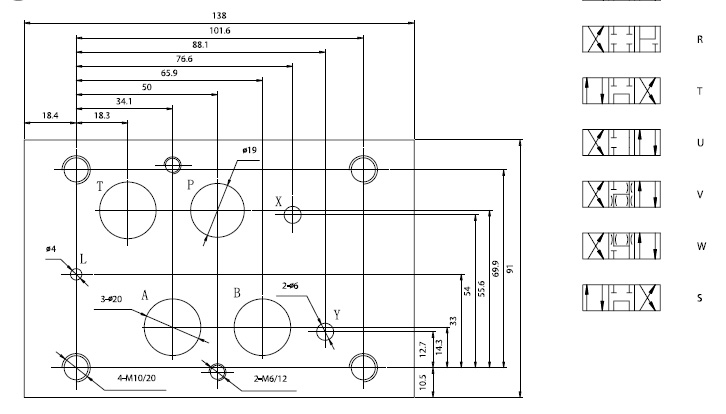 138
101.6
88.1
76.6
65.9
50
34.1
18.4
18.3
ø19
T
P
X
ø4
L
3-ø20
A
B
2-ø6
Y
4-M10/20
2-M6/12
12.7
14.3
33
54
55.6
69.9
91
10.5
R
T
U
V
W
S